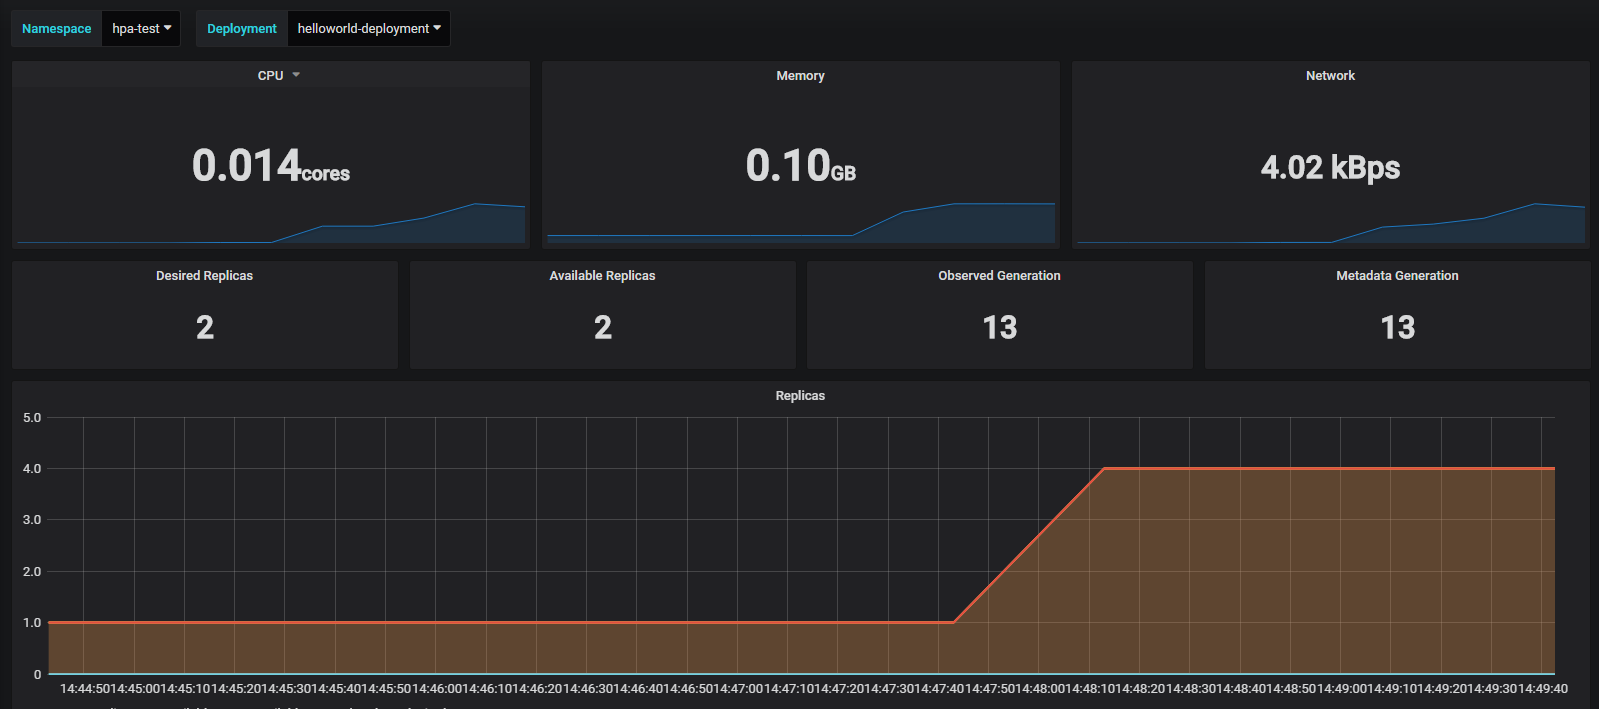 Namespace hpa-test Deployment helloworld-deployment
CPU Memory Network
0.014cores 0.10GB 4.02 kBps
Desired Replicas Available Replicas Observed Generation Metadata Generation
2 2 13 13
Replicas
5.0
4.0
3.0
2.0
1.0
0
14:44:50 14:45:00 14:45:10 14:45:20 14:45:30 14:45:40 14:45:50 14:46:00 14:46:10 14:46:20 14:46:30 14:46:40 14:46:50 14:47:00 14:47:10 14:47:20 14:47:30 14:47:40 14:47:50 14:48:00 14:48:10 14:48:20 14:48:30 14:48:40 14:48:50 14:49:00 14:49:10 14:49:20 14:49:30 14:49:40